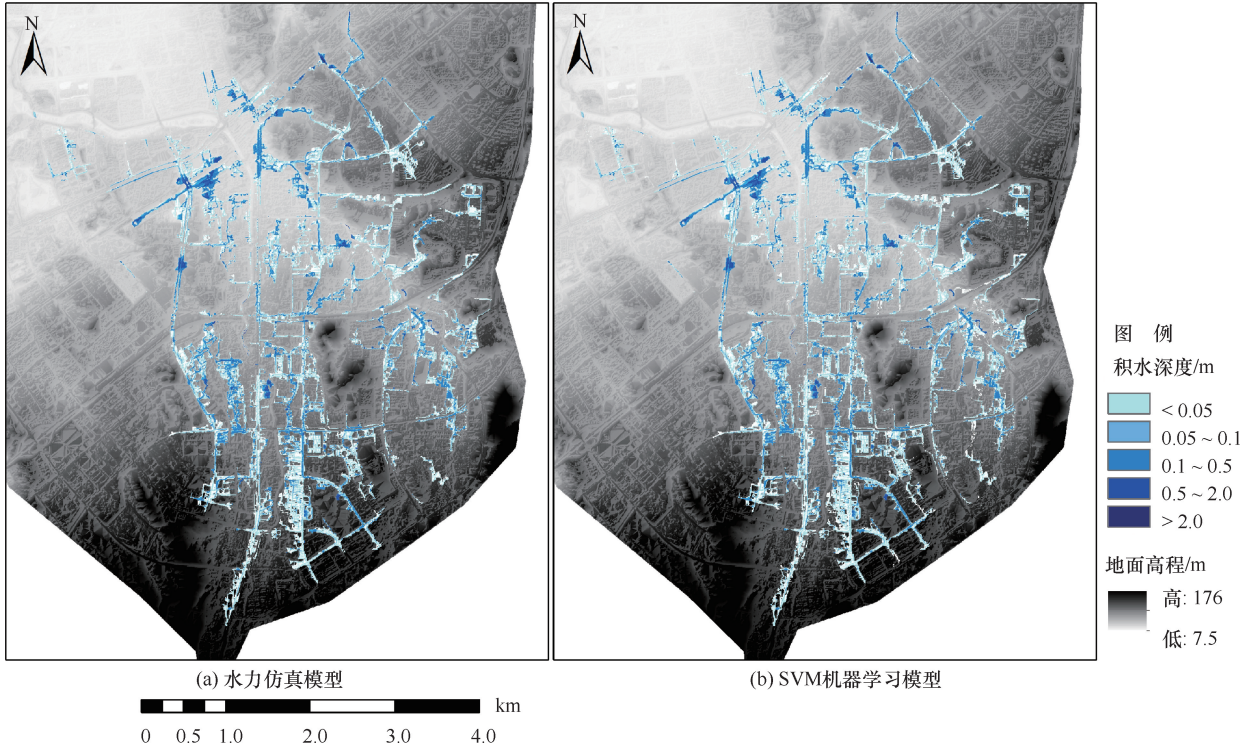 N
N
图 例
积水深度/m
< 0.05
0.05 ~ 0.1
0.1 ~ 0.5
0.5 ~ 2.0
> 2.0
地面高程/m
高: 176
低: 7.5
(a) 水力仿真模型
(b) SVM机器学习模型
km
0 0.5 1.0 2.0 3.0 4.0